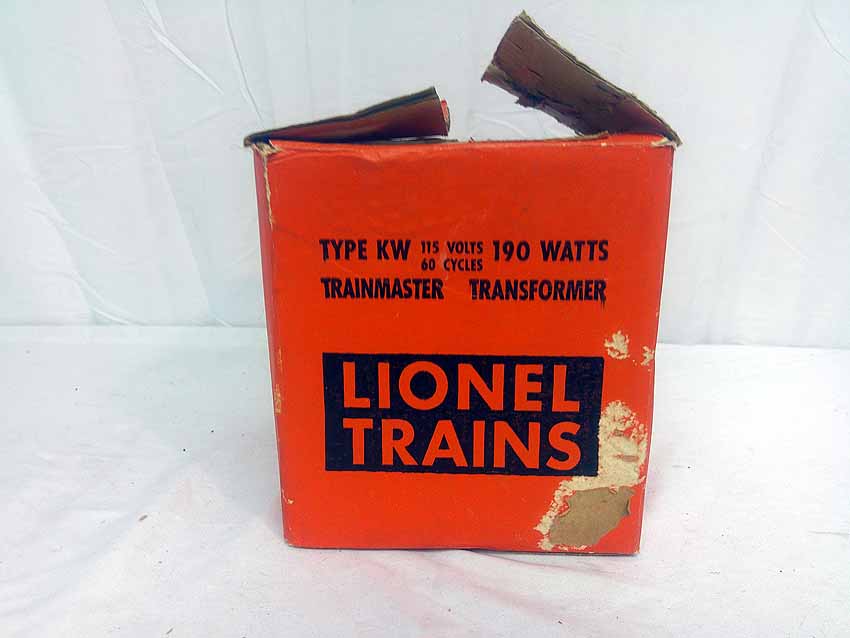 TYPE KW 115 VOLTS 190 WATTS
60 CYCLES
TRAINMASTER TRANSFORMER
LIONEL
TRAINS